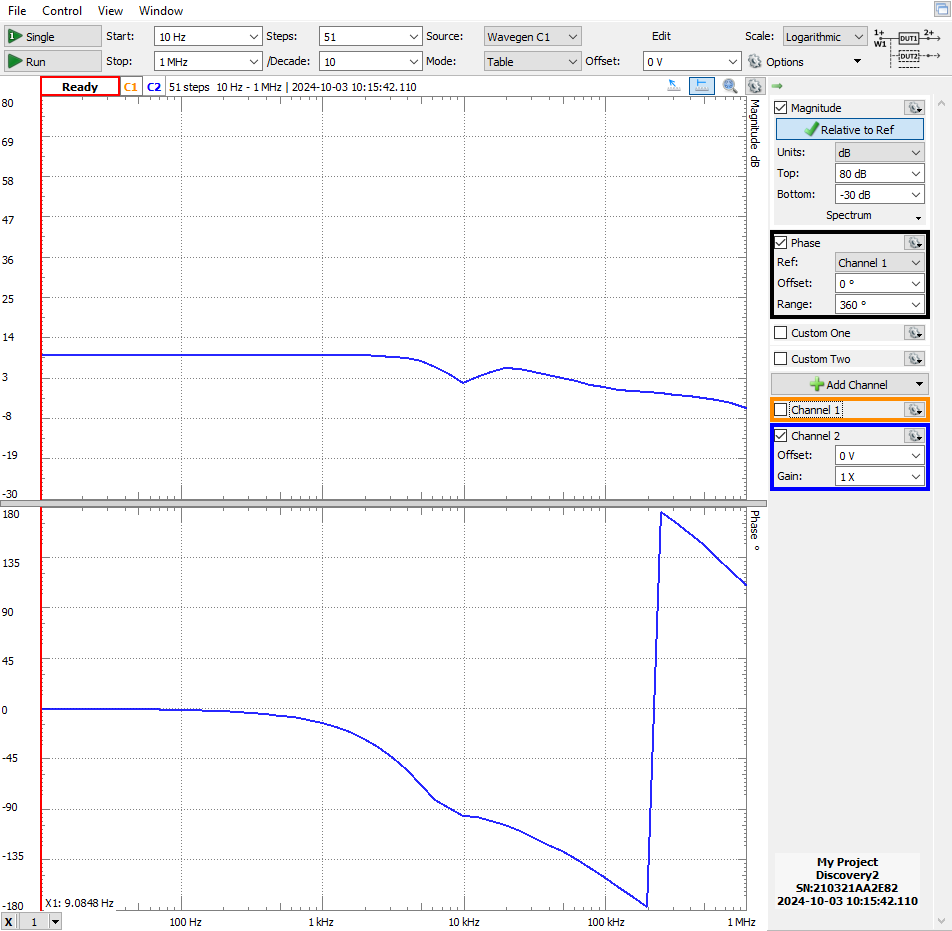 File Control View Window
Single Start: 10 Hz Steps: 51 Source: Wavegen C1 Edit Scale: Logarithmic
Run Stop: 1 MHz /Decade: 10 Mode: Table Offset: 0 V Options
1+ W1 DUT1 2+
DUT2
Ready C1 C2 51 steps 10 Hz - 1 MHz | 2024-10-03 10:15:42.110
80
69
58
47
36
25
14
3
-8
-19
-30
Magnitude dB
180
135
90
45
0
-45
-90
-135
-180
Phase °
X1: 9.0848 Hz
X 1 100 Hz 1 kHz 10 kHz 100 kHz 1 MHz
Magnitude
Relative to Ref
Units: dB
Top: 80 dB
Bottom: -30 dB
Spectrum
Phase
Ref: Channel 1
Offset: 0 °
Range: 360 °
Custom One
Custom Two
Add Channel
Channel 1
Channel 2
Offset: 0 V
Gain: 1 X
My Project
Discovery2
SN:210321AA2E82
2024-10-03 10:15:42.110